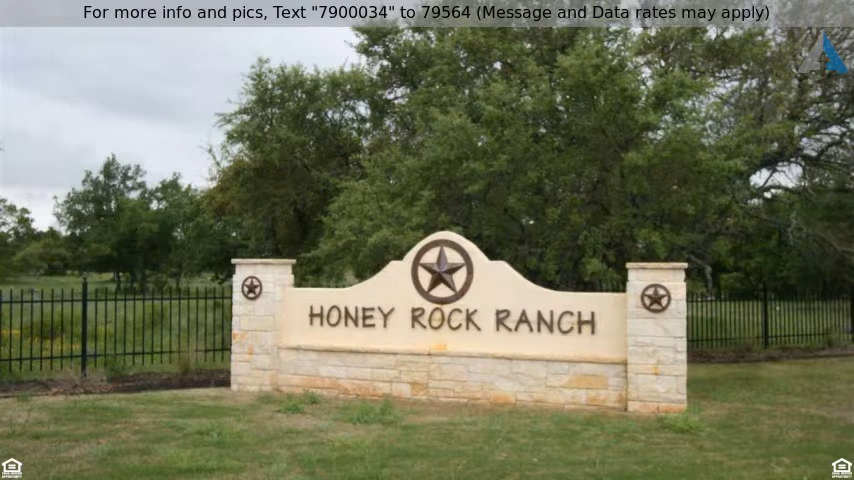 For more info and pics, Text "7900034" to 79564 (Message and Data rates may apply)
HONEY ROCK RANCH